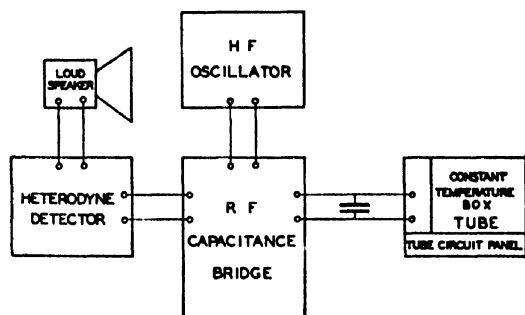 LOUD
SPEAKER
H F
OSCILLATOR
HETERODYNE
DETECTOR
R F
CAPACITANCE
BRIDGE
CONSTANT
TEMPERATURE
BOX
TUBE
TUBE CIRCUIT PANEL